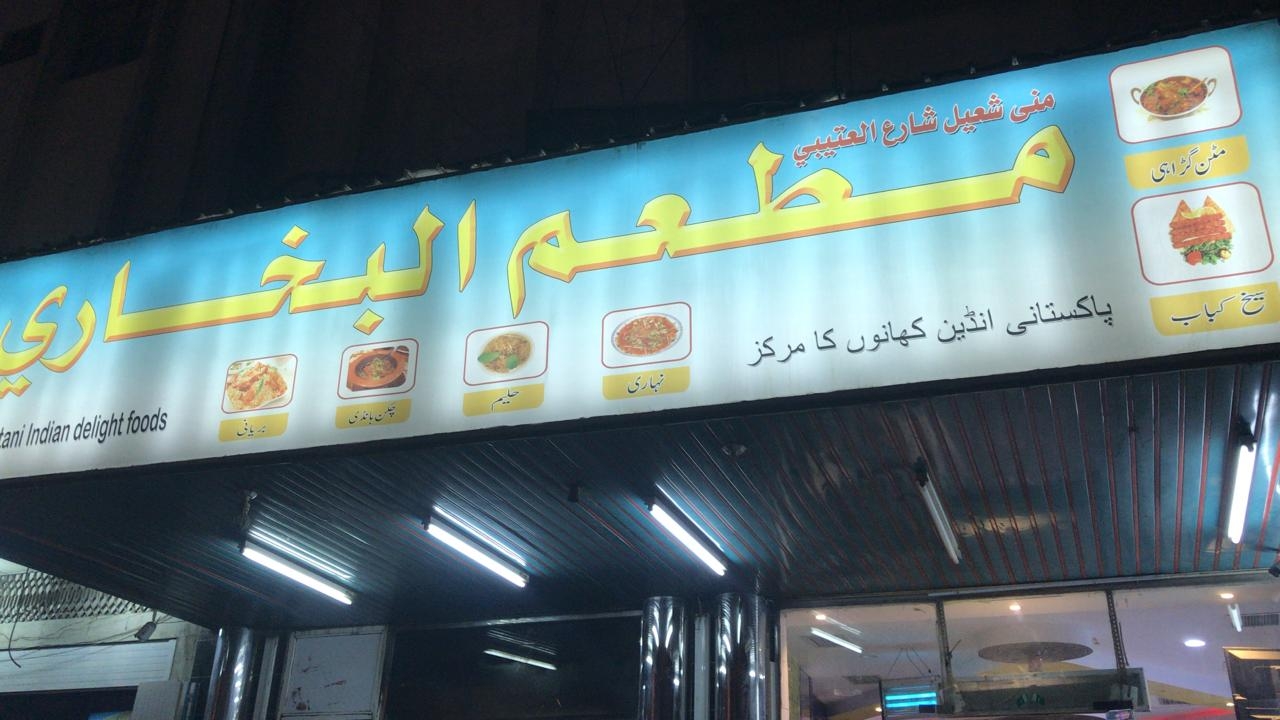 منى شعيل شارع العتيبي
مطعم البخاري
پاکستانی انڈین کھانوں کا مرکز
مٹن کڑاہی
سیخ کباب
نہاری
حلیم
چکن ہانڈی
بریانی
tani Indian delight foods